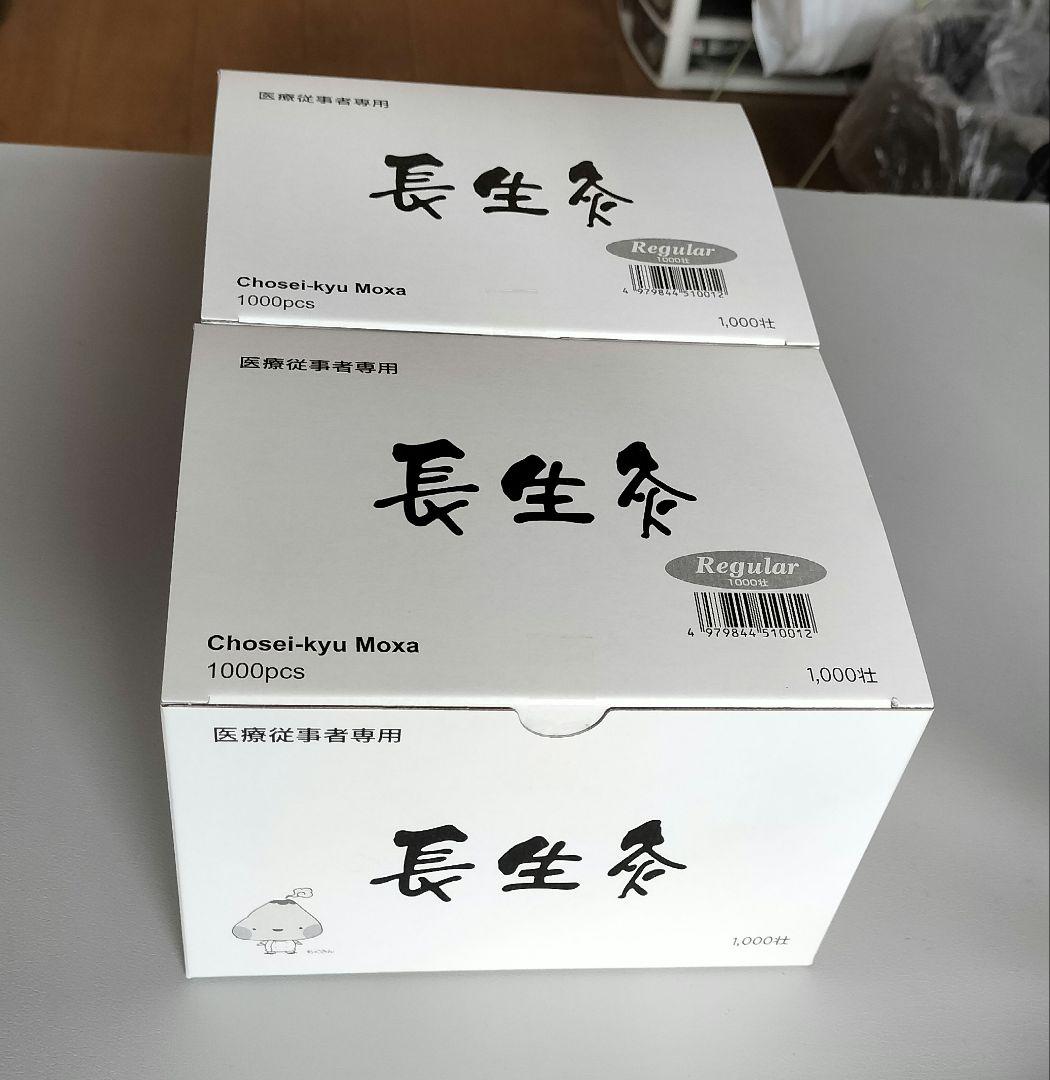 医療従事者専用
長生灸
Regular
1000壮
4 979844 510012
Chosei-kyu Moxa
1000pcs
1,000壮
医療従事者専用
長生灸
Regular
1000壮
4 979844 510012
Chosei-kyu Moxa
1000pcs
1,000壮
医療従事者専用
長生灸
1,000壮